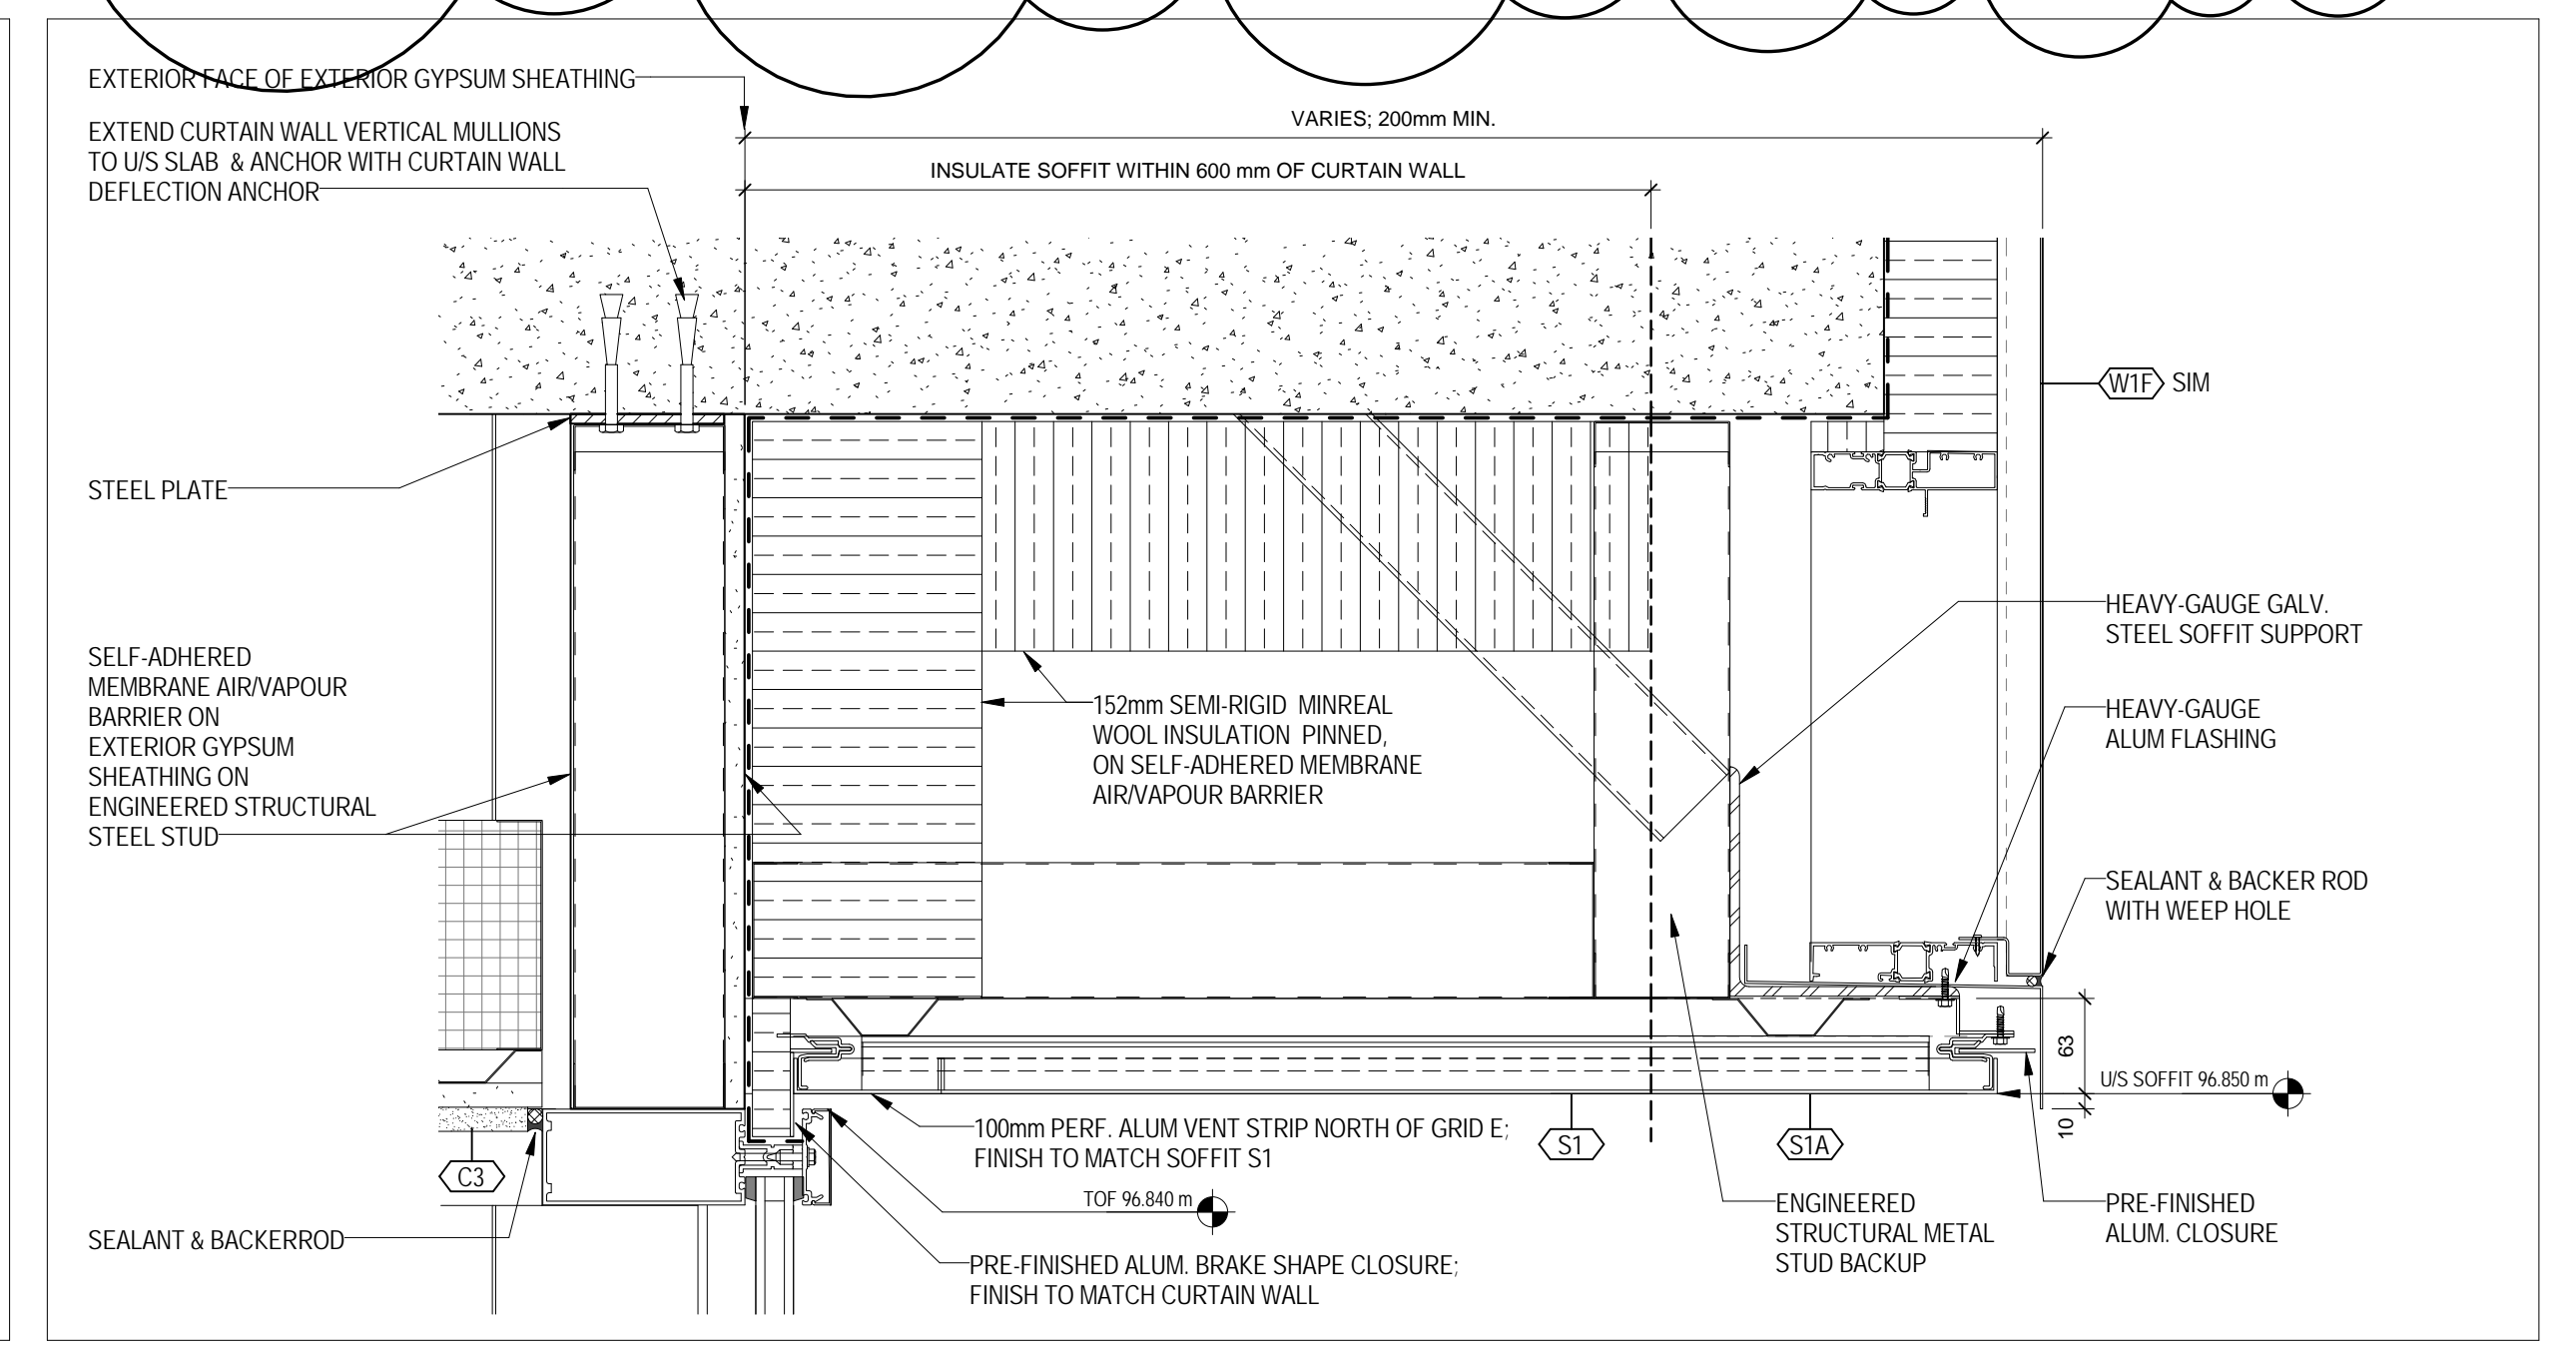 EXTERIOR FACE OF EXTERIOR GYPSUM SHEATHING
EXTEND CURTAIN WALL VERTICAL MULLIONS
TO U/S SLAB & ANCHOR WITH CURTAIN WALL
DEFLECTION ANCHOR
VARIES; 200mm MIN.
INSULATE SOFFIT WITHIN 600 mm OF CURTAIN WALL
W1F SIM
STEEL PLATE
SELF-ADHERED
MEMBRANE AIR/VAPOUR
BARRIER ON
EXTERIOR GYPSUM
SHEATHING ON
ENGINEERED STRUCTURAL
STEEL STUD
152mm SEMI-RIGID MINREAL
WOOL INSULATION PINNED,
ON SELF-ADHERED MEMBRANE
AIR/VAPOUR BARRIER
HEAVY-GAUGE GALV.
STEEL SOFFIT SUPPORT
HEAVY-GAUGE
ALUM FLASHING
SEALANT & BACKER ROD
WITH WEEP HOLE
63
U/S SOFFIT 96.850 m
10
100mm PERF. ALUM VENT STRIP NORTH OF GRID E;
FINISH TO MATCH SOFFIT S1
S1
S1A
C3
TOF 96.840 m
SEALANT & BACKERROD
PRE-FINISHED ALUM. BRAKE SHAPE CLOSURE;
FINISH TO MATCH CURTAIN WALL
ENGINEERED
STRUCTURAL METAL
STUD BACKUP
PRE-FINISHED
ALUM. CLOSURE